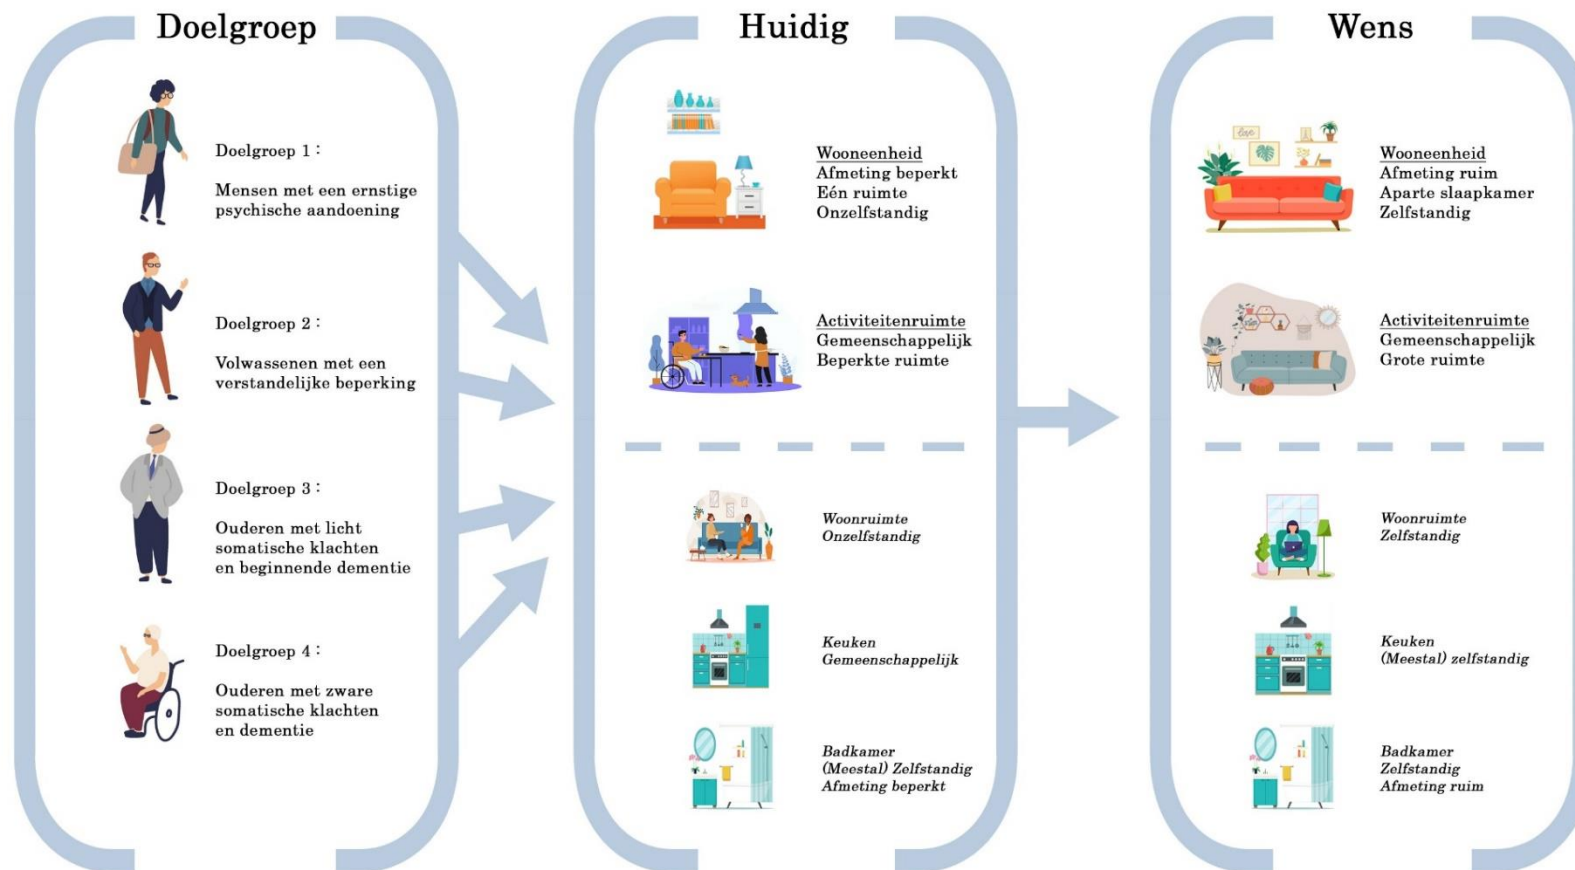 Doelgroep
Doelgroep 1 :
Mensen met een ernstige
psychische aandoening
Doelgroep 2 :
Volwassenen met een
verstandelijke beperking
Doelgroep 3 :
Ouderen met licht
somatische klachten
en beginnende dementie
Doelgroep 4 :
Ouderen met zware
somatische klachten
en dementie
Huidig
Wooneenheid
Afmeting beperkt
Eén ruimte
Onzelfstandig
Activiteitenruimte
Gemeenschappelijk
Beperkte ruimte
Woonruimte
Onzelfstandig
Keuken
Gemeenschappelijk
Badkamer
(Meestal) Zelfstandig
Afmeting beperkt
Wens
love
Wooneenheid
Afmeting ruim
Aparte slaapkamer
Zelfstandig
Activiteitenruimte
Gemeenschappelijk
Grote ruimte
Woonruimte
Zelfstandig
Keuken
(Meestal) zelfstandig
Badkamer
Zelfstandig
Afmeting ruim